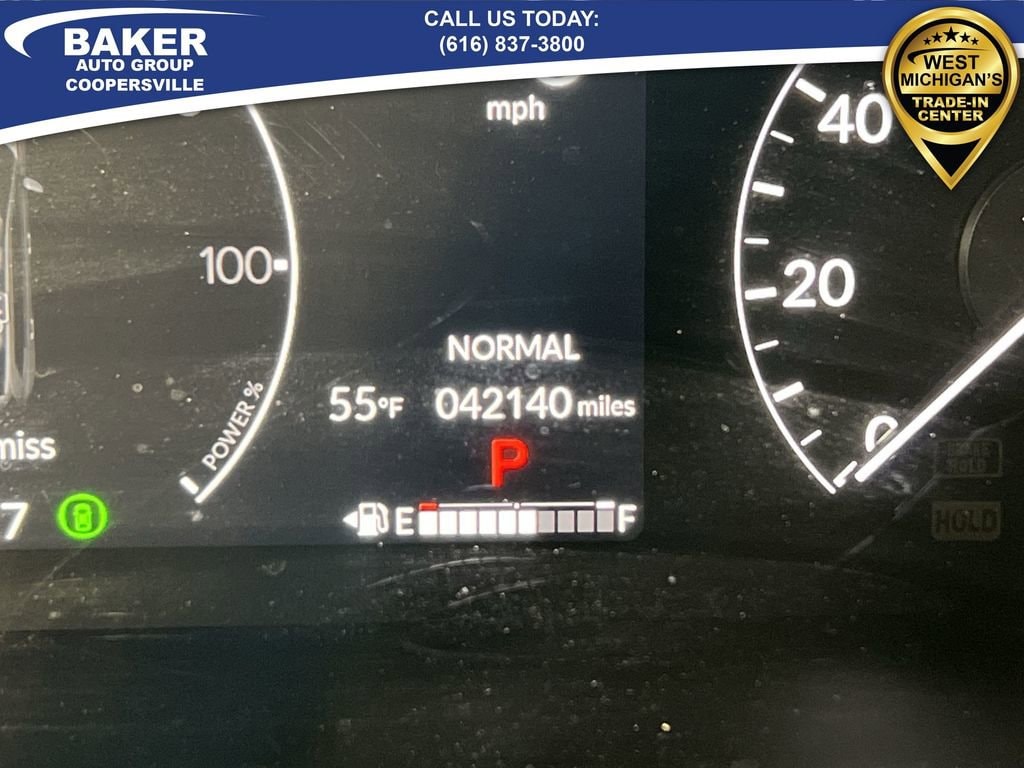 BAKER
AUTO GROUP
COOPERSVILLE
CALL US TODAY:
(616) 837-3800
WEST
MICHIGAN'S
TRADE-IN
CENTER
mph
40
100
20
NORMAL
55°F 042140 miles
POWER %
0
miss
P
7
E F
HOLD